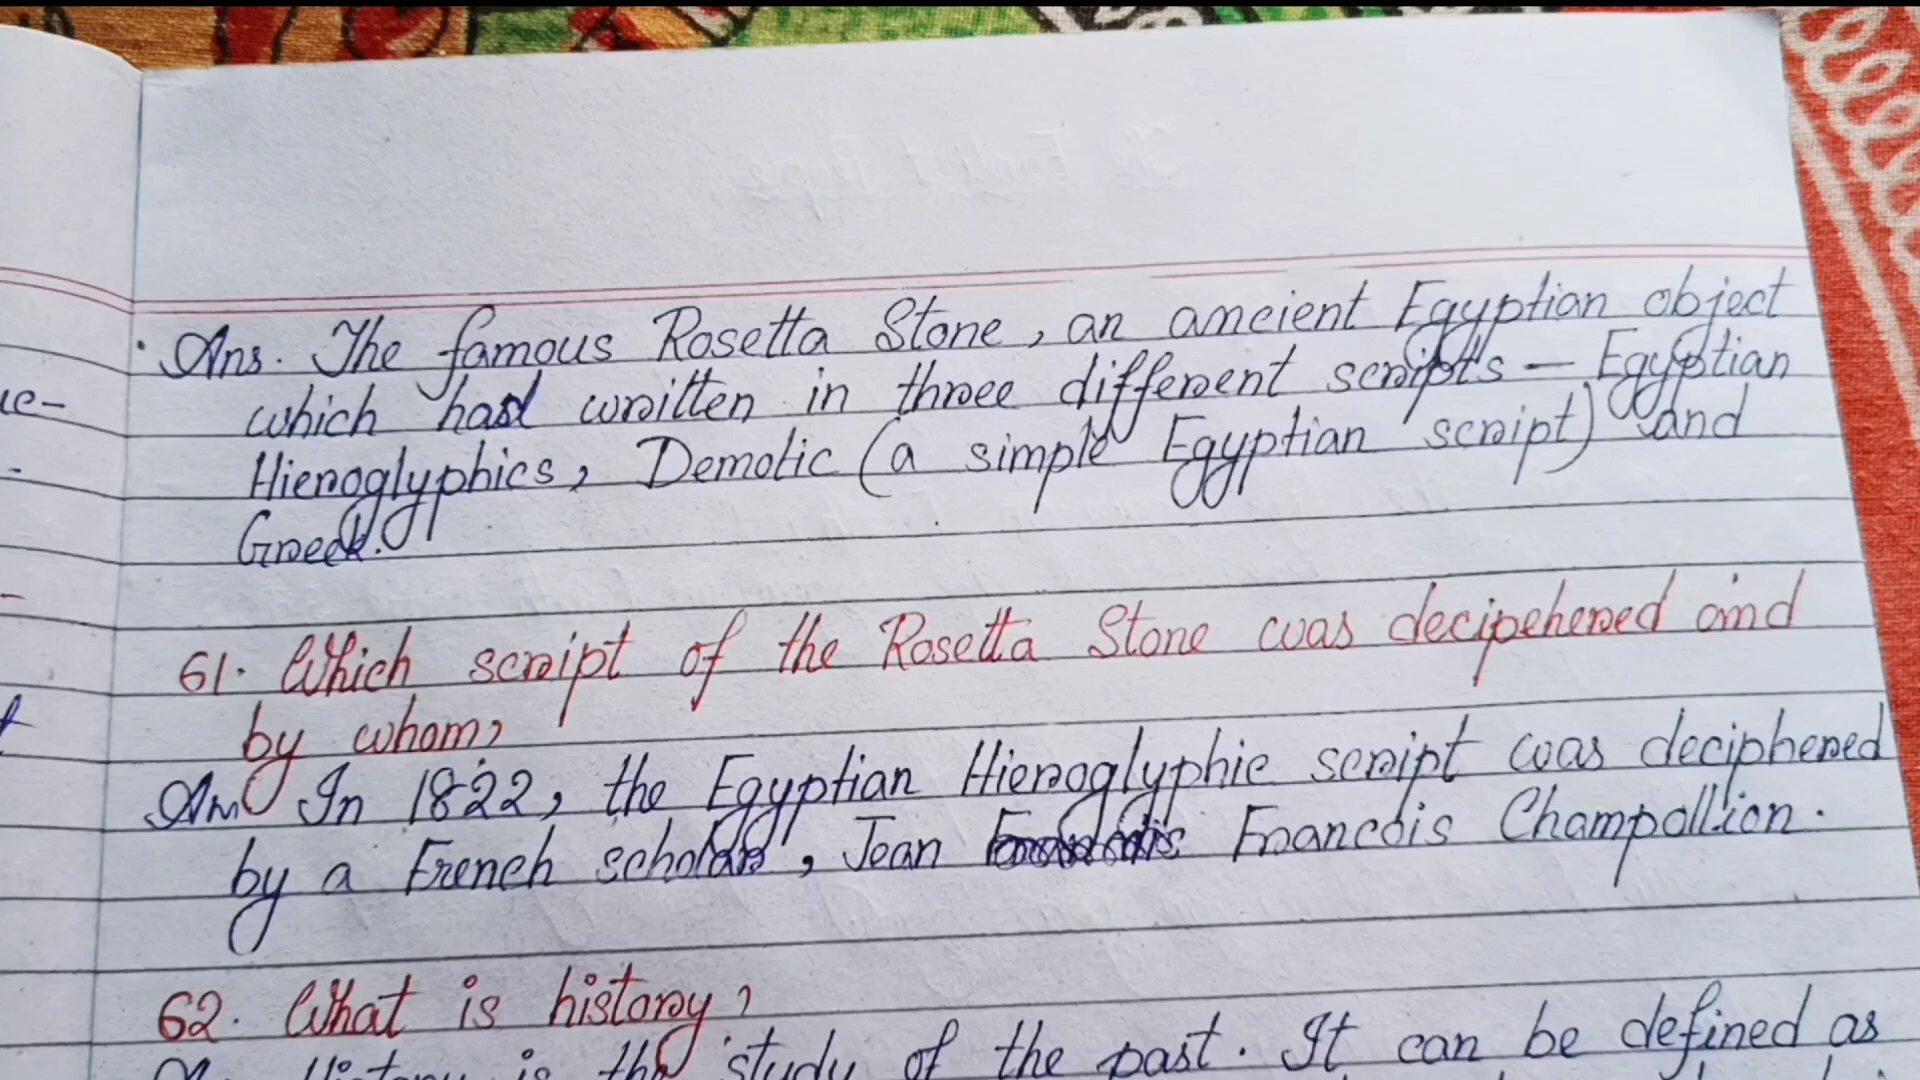 ue-
Ans. The famous Rosetta Stone, an ancient Egyptian object
which had written in three different scripts - Egyptian
Hieroglyphics, Demotic (a simple Egyptian script) and
Greek.
61. Which script of the Rosetta Stone was decipehered and
by whom?
Ans In 1822, the Egyptian Hieroglyphic script was deciphered
by a French scholar, Jean Francois Champollion.
62. What is history?
History is the study of the past. It can be defined as